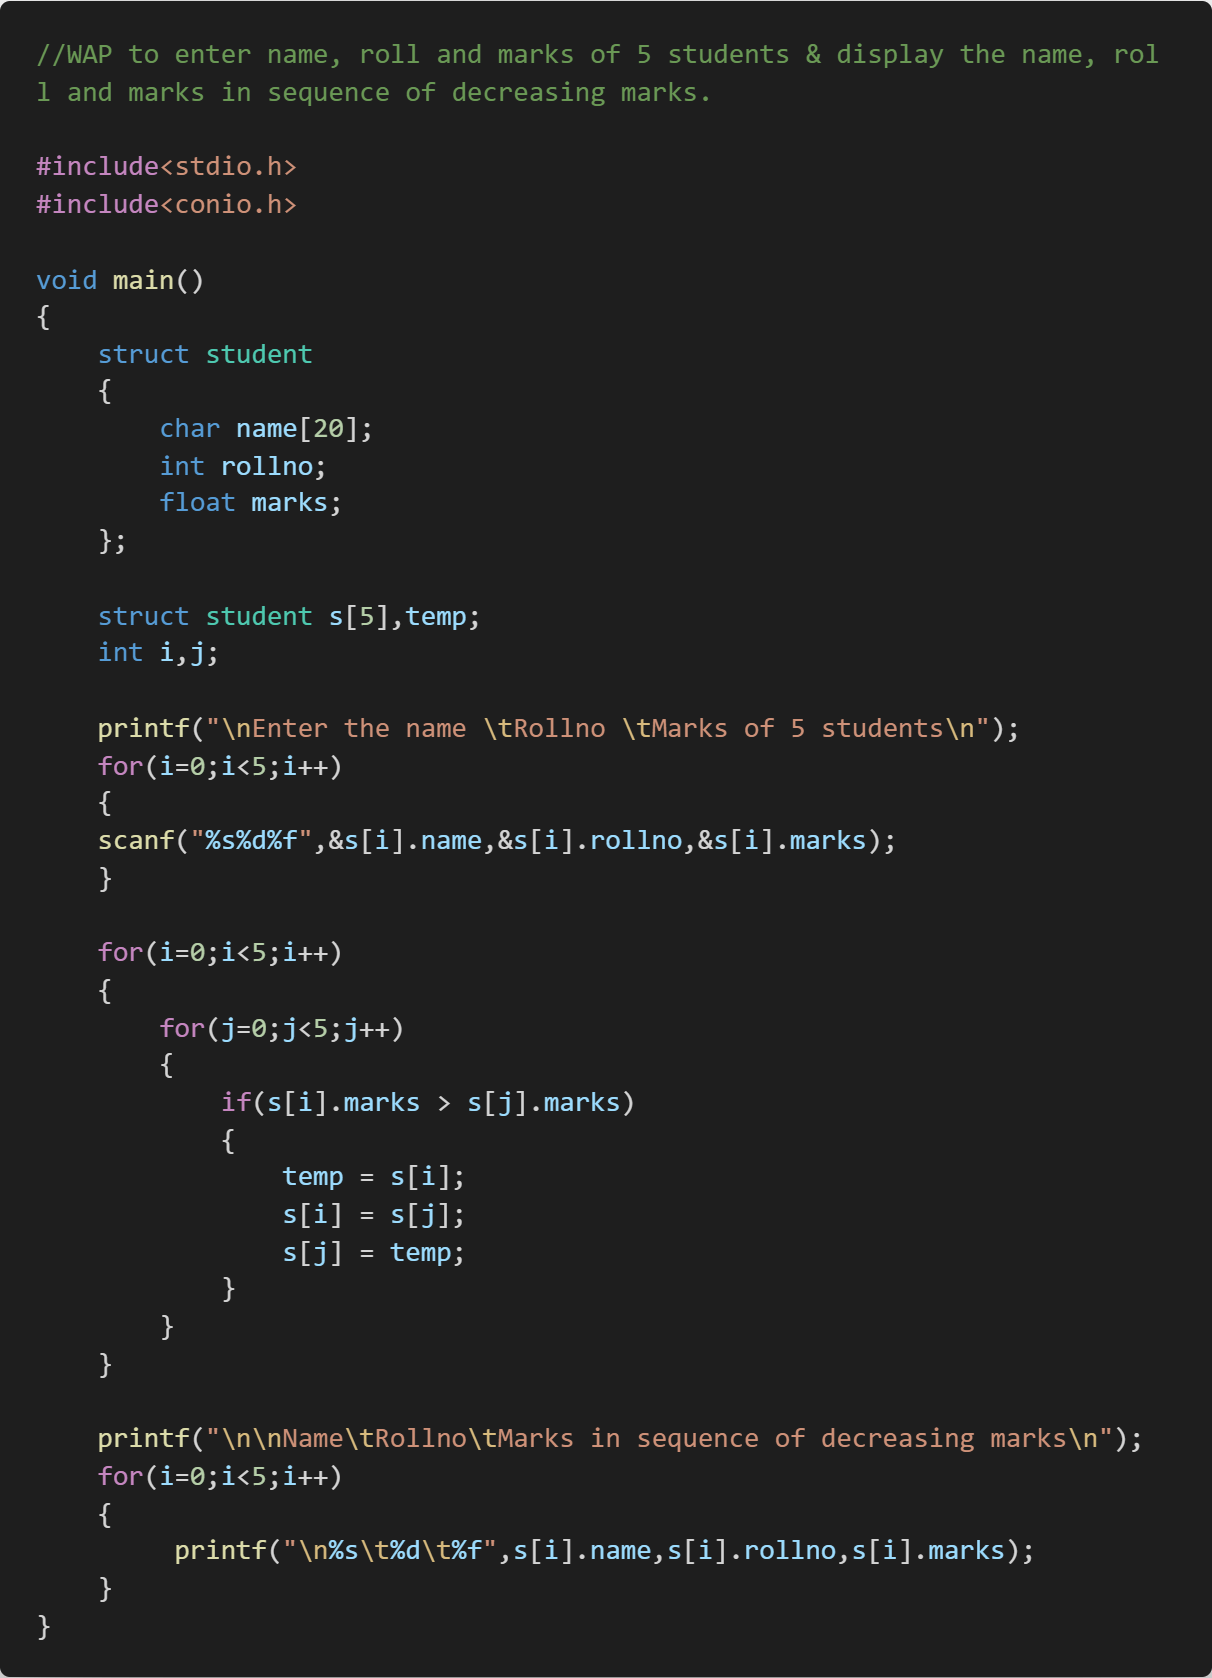 //WAP to enter name, roll and marks of 5 students & display the name, rol
l and marks in sequence of decreasing marks.

#include<stdio.h>
#include<conio.h>

void main()
{
    struct student
    {
        char name[20];
        int rollno;
        float marks;
    };

    struct student s[5],temp;
    int i,j;

    printf("\nEnter the name \tRollno \tMarks of 5 students\n");
    for(i=0;i<5;i++)
    {
    scanf("%s%d%f",&s[i].name,&s[i].rollno,&s[i].marks);
    }

    for(i=0;i<5;i++)
    {
        for(j=0;j<5;j++)
        {
            if(s[i].marks > s[j].marks)
            {
                temp = s[i];
                s[i] = s[j];
                s[j] = temp;
            }
        }
    }

    printf("\n\nName\tRollno\tMarks in sequence of decreasing marks\n");
    for(i=0;i<5;i++)
    {
         printf("\n%s\t%d\t%f",s[i].name,s[i].rollno,s[i].marks);
    }
}